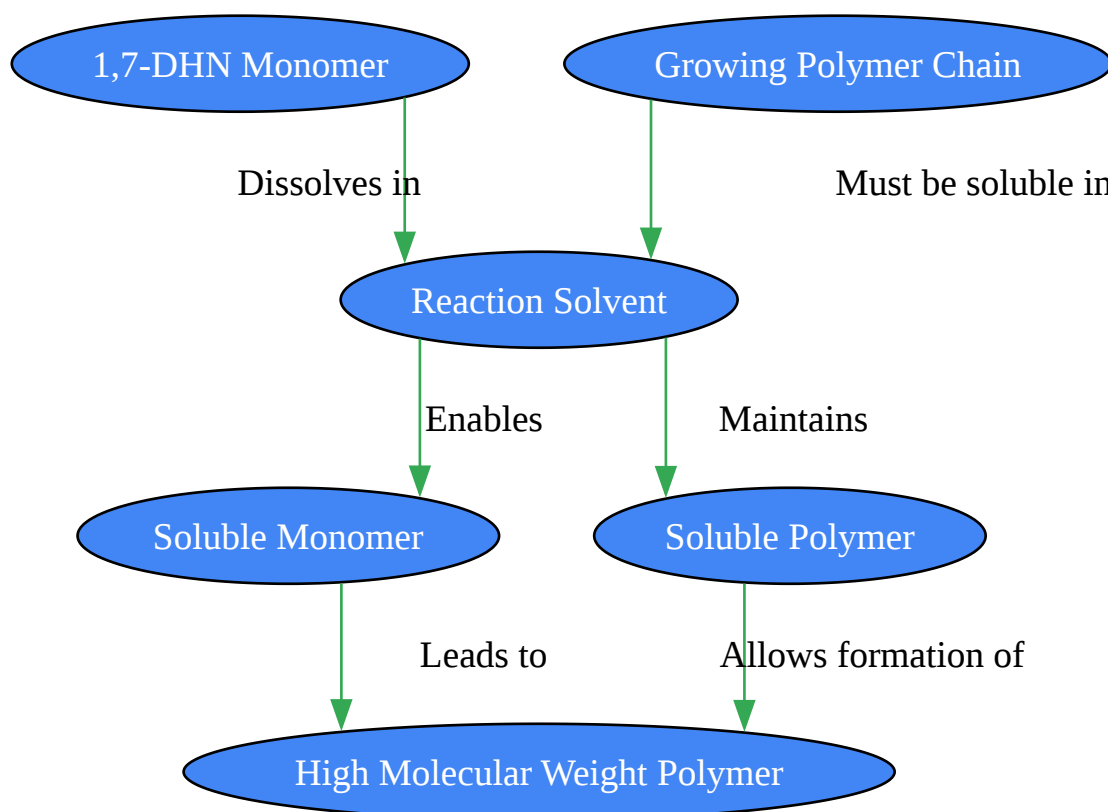 1,7-DHN Monomer
Growing Polymer Chain
Dissolves in
Must be soluble in
Reaction Solvent
Enables
Maintains
Soluble Monomer
Soluble Polymer
Leads to
Allows formation of
High Molecular Weight Polymer